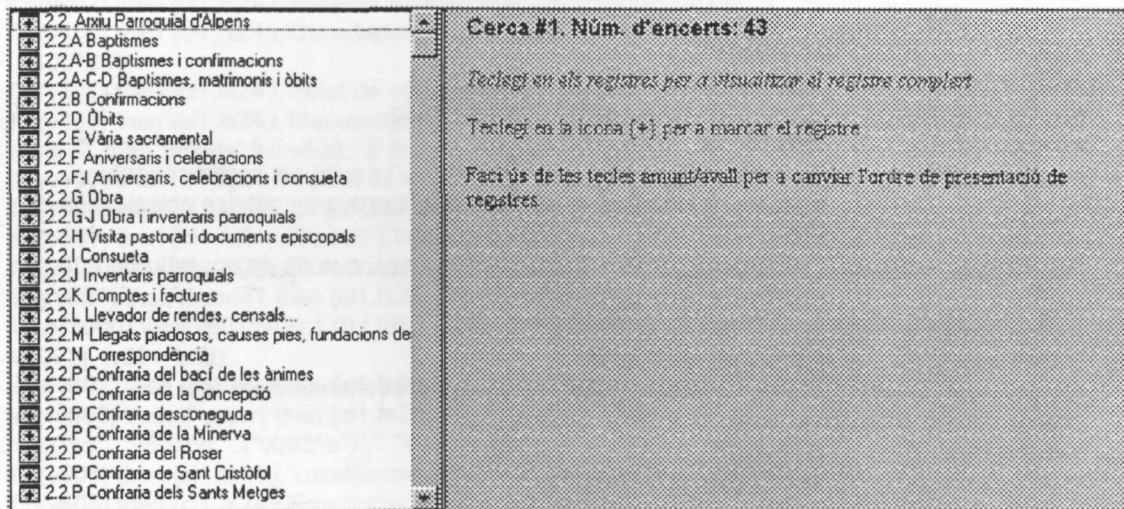 2.2. Arxiu Parroquial d'Alpens
2.2.A Baptismes
2.2.A-B Baptismes i confirmacions
2.2.A-C-D Baptismes, matrimonis i òbits
2.2.B Confirmacions
2.2.D Òbits
2.2.E Vària sacramental
2.2.F Aniversaris i celebracions
2.2.F-I Aniversaris, celebracions i consueta
2.2.G Obra
2.2.G-J Obra i inventaris parroquials
2.2.H Visita pastoral i documents episcopals
2.2.I Consueta
2.2.J Inventaris parroquials
2.2.K Comptes i factures
2.2.L Llevador de rendes, censals...
2.2.M Llegats piadosos, causes pies, fundacions de
2.2.N Correspondència
2.2.P Confraria del bací de les ànimes
2.2.P Confraria de la Concepció
2.2.P Confraria desconeguda
2.2.P Confraria de la Minerva
2.2.P Confraria del Roser
2.2.P Confraria de Sant Cristòfol
2.2.P Confraria dels Sants Metges
Cerca #1. Núm. d'encerts: 43
Teclegi en els registres per a visualitzar el registre complert
Teclegi en la icona [+] per a marcar el registre
Faci ús de les tecles amunt/avall per a canviar l'ordre de presentació de
registres